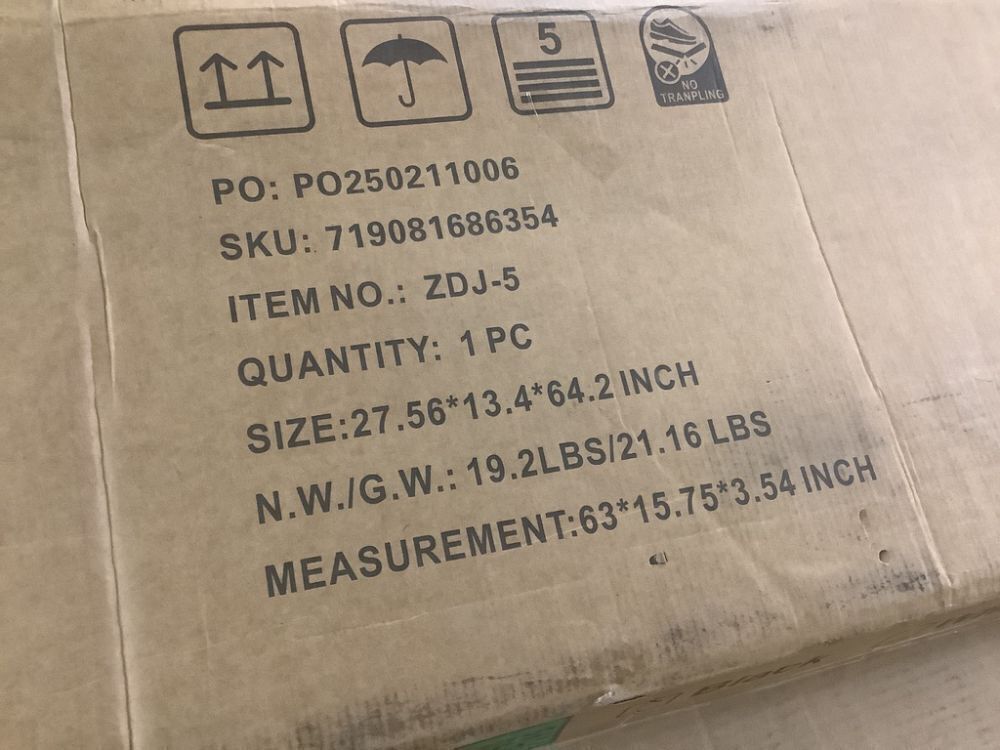 5
NO
TRANPLING
PO: PO250211006
SKU: 719081686354
ITEM NO.: ZDJ-5
QUANTITY: 1 PC
SIZE:27.56*13.4*64.2 INCH
N.W./G.W.: 19.2LBS/21.16 LBS
MEASUREMENT:63*15.75*3.54 INCH